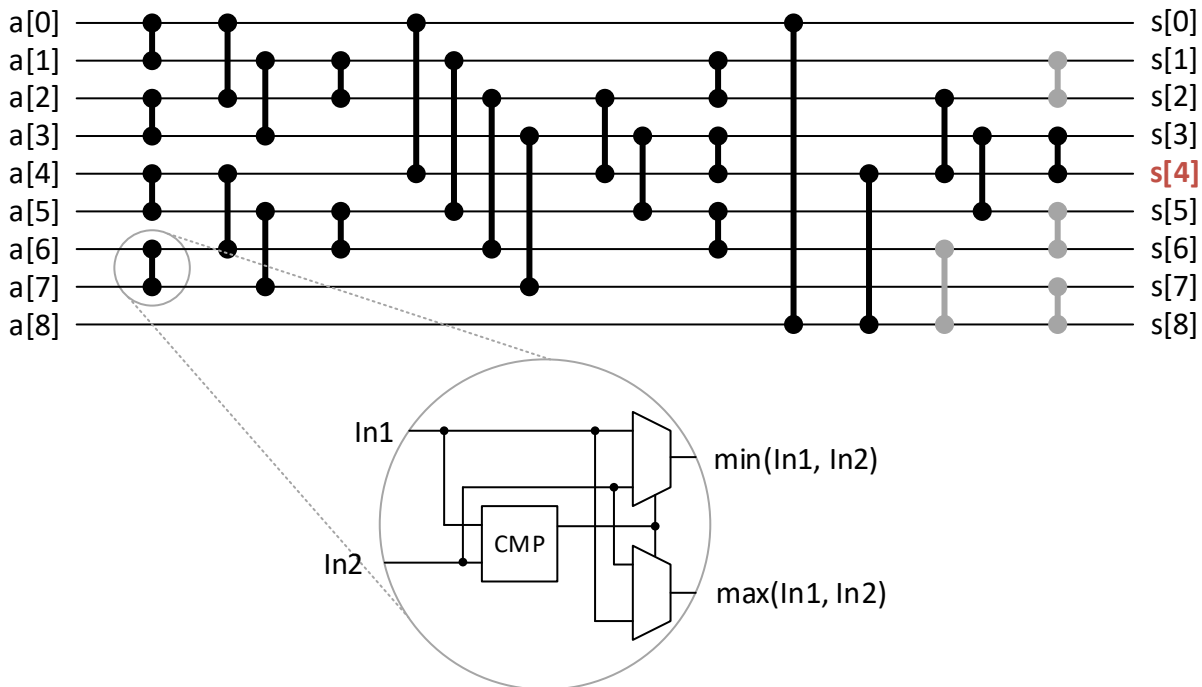 a[0] s[0]
a[1] s[1]
a[2] s[2]
a[3] s[3]
a[4] s[4]
a[5] s[5]
a[6] s[6]
a[7] s[7]
a[8] s[8]
In1
min(In1, In2)
CMP
In2
max(In1, In2)